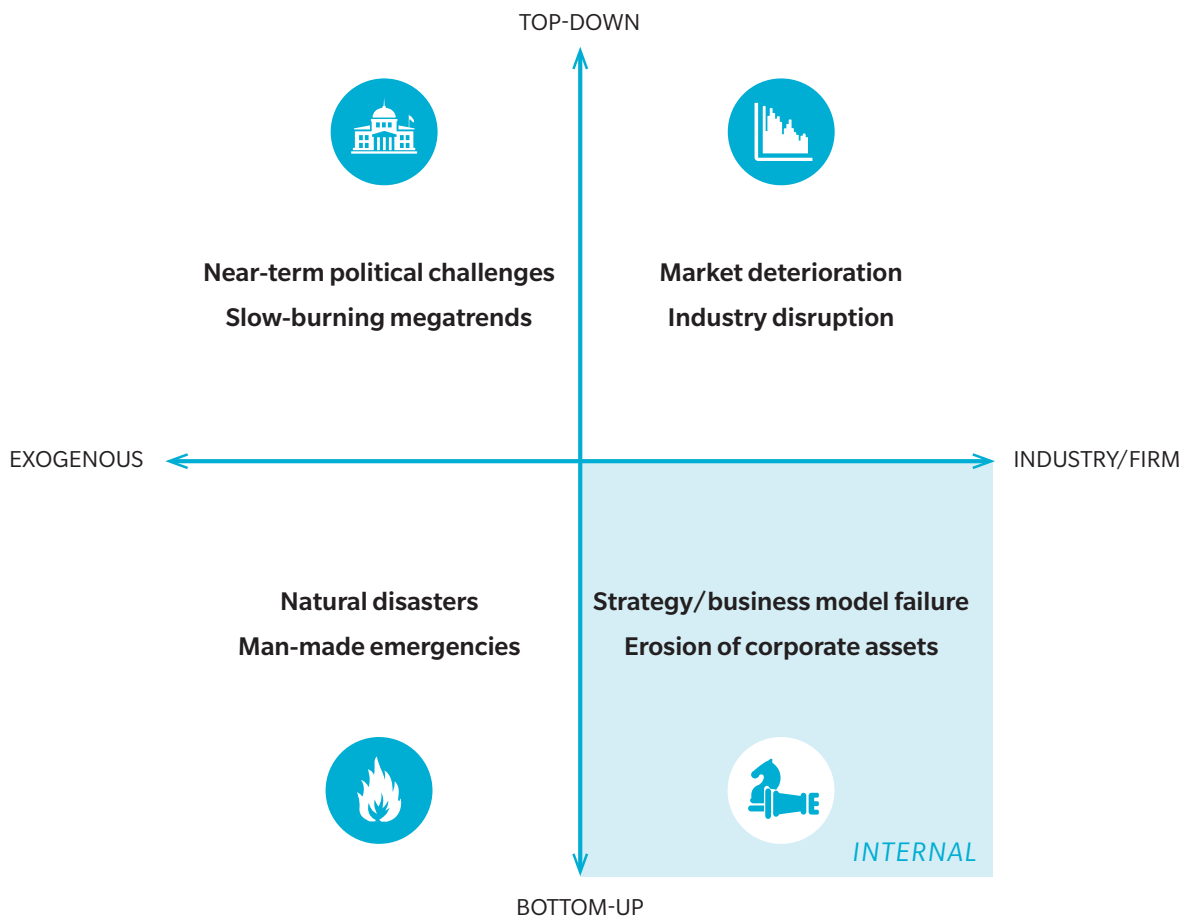 TOP-DOWN
Near-term political challenges
Slow-burning megatrends
Market deterioration
Industry disruption
EXOGENOUS
INDUSTRY/FIRM
Natural disasters
Man-made emergencies
Strategy/business model failure
Erosion of corporate assets
INTERNAL
BOTTOM-UP